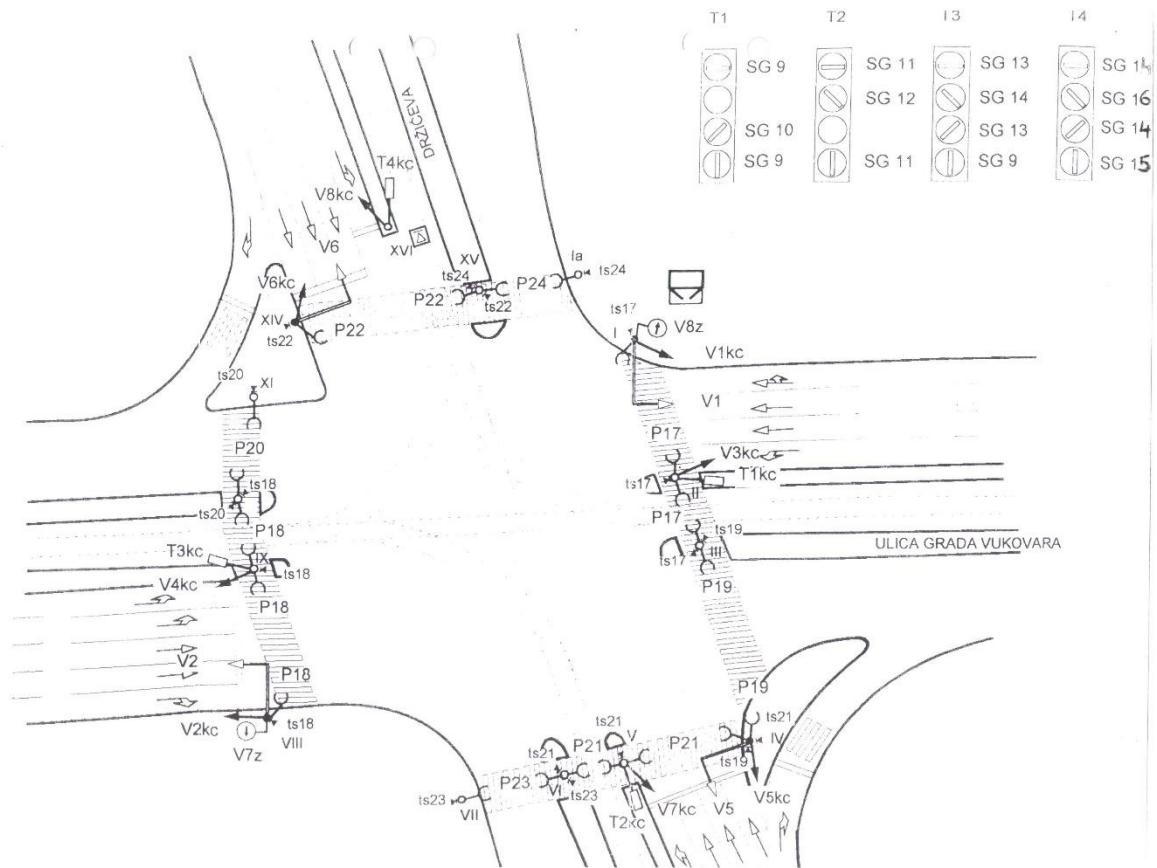 T1
T2
T3
T4
SG 9
SG 11
SG 13
SG 14
SG 12
SG 14
SG 16
SG 10
SG 13
SG 14
SG 9
SG 11
SG 9
SG 15
DRŽIĆEVA
T4kc
V8kc
V6
XVI
XV
Ia
ts24
ts24
P24
P22
ts22
V6kc
XIV
ts22
P22
ts17
I
V8z
V1kc
ts20
XI
V1
P20
P17
V3kc
ts18
T1kc
ts17
II
ts20
P18
P17
ts19
T3kc
IX
ts18
ts17
III
ULICA GRADA VUKOVARA
V4kc
P18
P19
V2
P18
P19
V2kc
ts18
VIII
V7z
ts21
ts21
V
IV
ts21
P21
P21
ts19
P23
VI
ts23
ts23
VII
T2kc
V7kc
V5
V5kc